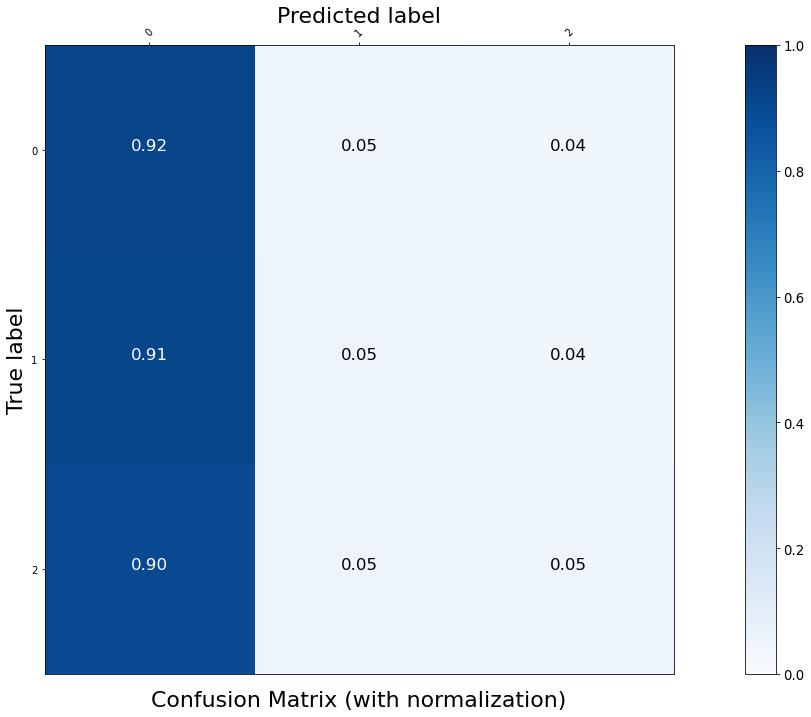 Predicted label
0 1 2
1.0
0 0.92 0.05 0.04
0.8
0.6
True label
1 0.91 0.05 0.04
0.4
0.2
2 0.90 0.05 0.05
0.0
Confusion Matrix (with normalization)